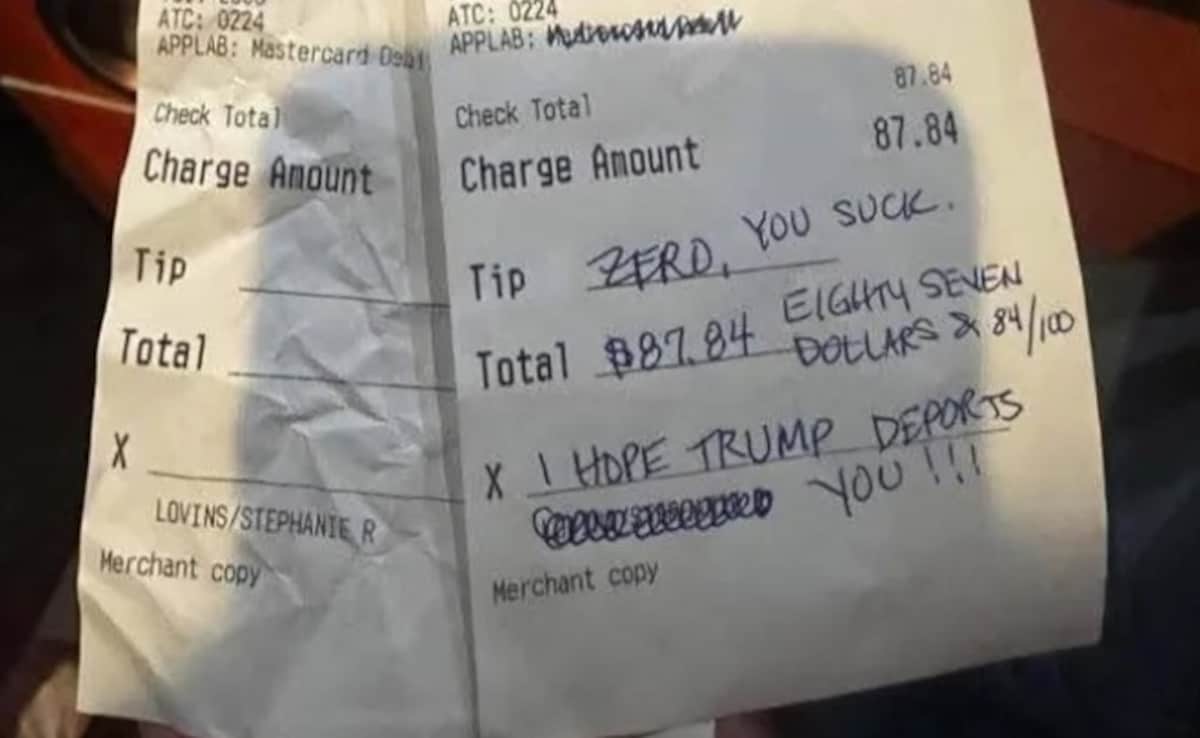 ATC: 0224
APPLAB: Mastercard Debi
Check Total
Charge Amount
Tip
Total
X
LOVINS/STEPHANIE R
Merchant copy
ATC: 0224
APPLAB:
Check Total 87.84
Charge Amount 87.84
Tip ZERO, YOU SUCK.
Total $87.84 EIGHTY SEVEN
DOLLARS & 84/100
X I HOPE TRUMP DEPORTS
YOU!!!
Merchant copy